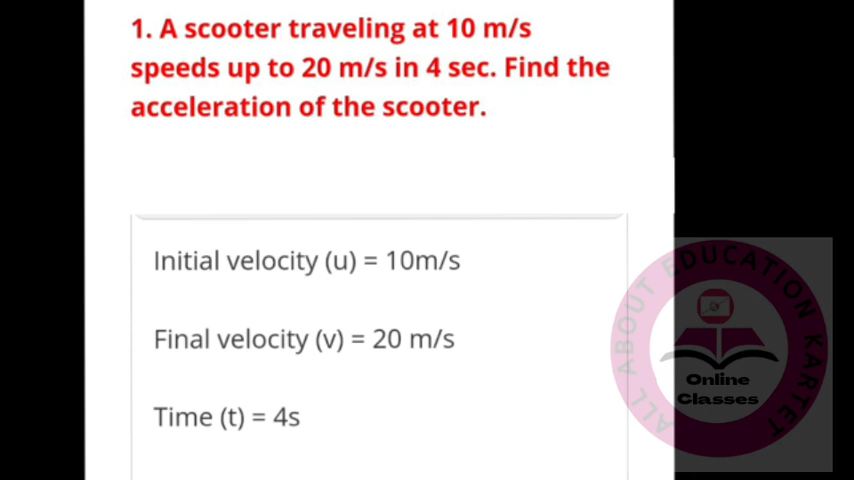 1. A scooter traveling at 10 m/s
speeds up to 20 m/s in 4 sec. Find the
acceleration of the scooter.
Initial velocity (u) = 10m/s
Final velocity (v) = 20 m/s
Time (t) = 4s
ALL ABOUT EDUCATION KARTET
Online
Classes